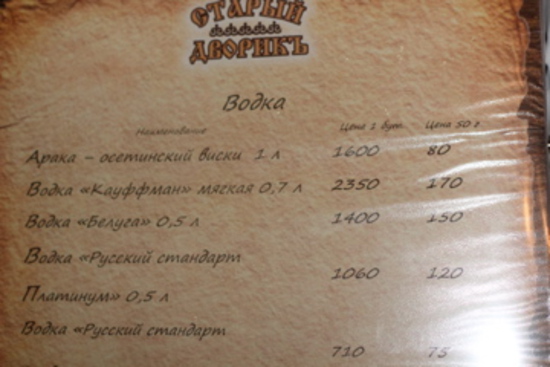 СТАРЫЙ
ДВОРИКЪ
Водка
Наименование Цена 1 бут. Цена 50 г
Арака – осетинский виски 1 л 1600 80
Водка «Кауффман» мягкая 0,7 л 2350 170
Водка «Белуга» 0,5 л 1400 150
Водка «Русский стандарт
1060 120
Платинум» 0,5 л
Водка «Русский стандарт
710 75